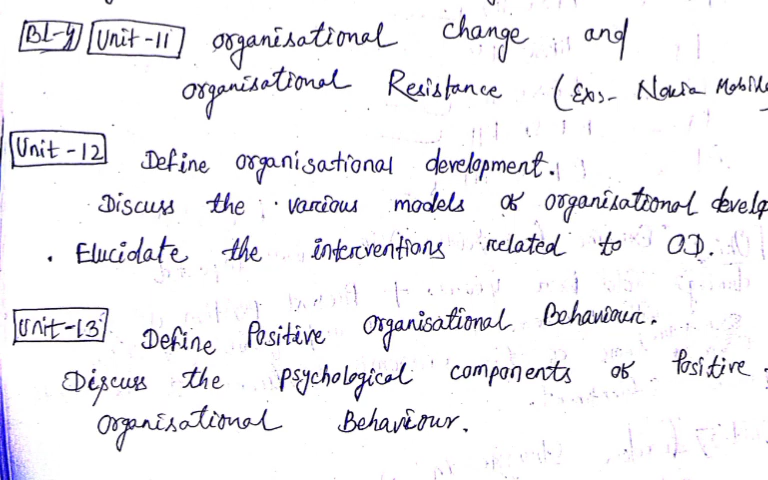 BL-4 Unit-11 organisational change and
organisational Resistance (Exs- Nokia Mobile
Unit-12 Define organisational development.
Discuss the various models of organisational develop
. Elucidate the interventions related to OD.
Unit-13 Define Positive Organisational Behaviour.
Discuss the psychological components of Positive
Organisational Behaviour.